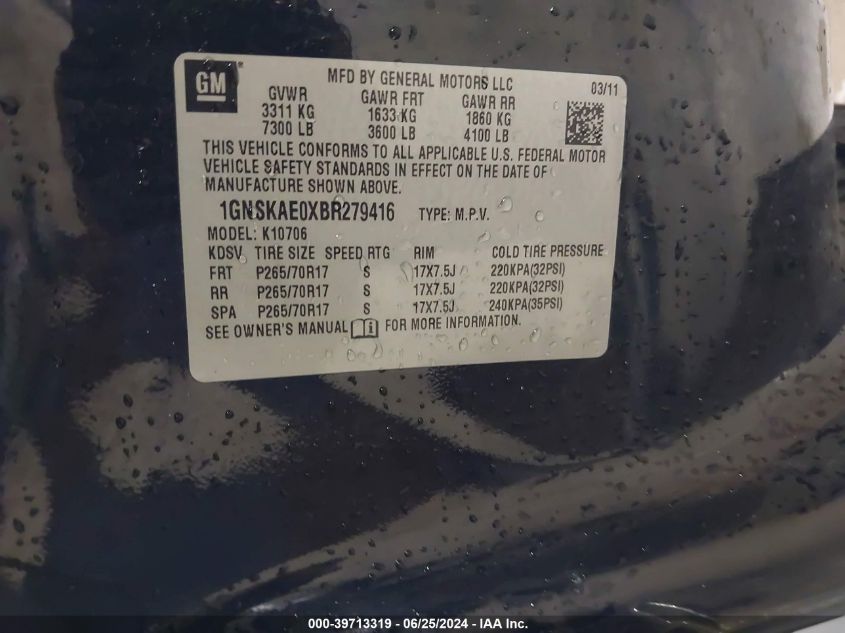 GM
MFD BY GENERAL MOTORS LLC
03/11
GVWR GAWR FRT GAWR RR
3311 KG 1633 KG 1860 KG
7300 LB 3600 LB 4100 LB
THIS VEHICLE CONFORMS TO ALL APPLICABLE U.S. FEDERAL MOTOR
VEHICLE SAFETY STANDARDS IN EFFECT ON THE DATE OF
MANUFACTURE SHOWN ABOVE.
1GNSKAE0XBR279416 TYPE: M.P.V.
MODEL: K10706
KDSV TIRE SIZE SPEED RTG RIM COLD TIRE PRESSURE
FRT P265/70R17 S 17X7.5J 220KPA(32PSI)
RR P265/70R17 S 17X7.5J 220KPA(32PSI)
SPA P265/70R17 S 17X7.5J 240KPA(35PSI)
SEE OWNER'S MANUAL FOR MORE INFORMATION.
000-39713319 - 06/25/2024 - IAA Inc.